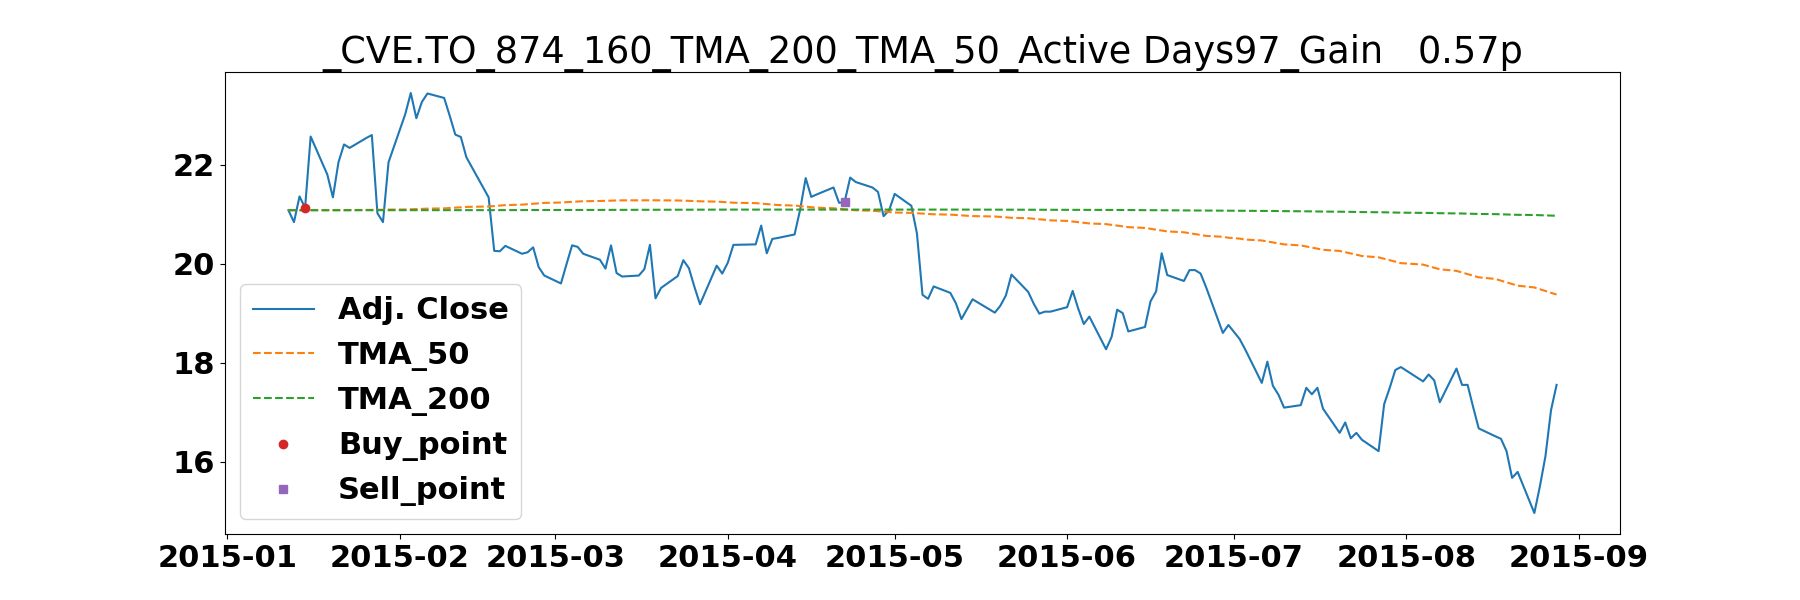 _CVE.TO_874_160_TMA_200_TMA_50_Active Days97_Gain   0.57p
22
20
18
16
Adj. Close
TMA_50
TMA_200
Buy_point
Sell_point
2015-01 2015-02 2015-03 2015-04 2015-05 2015-06 2015-07 2015-08 2015-09